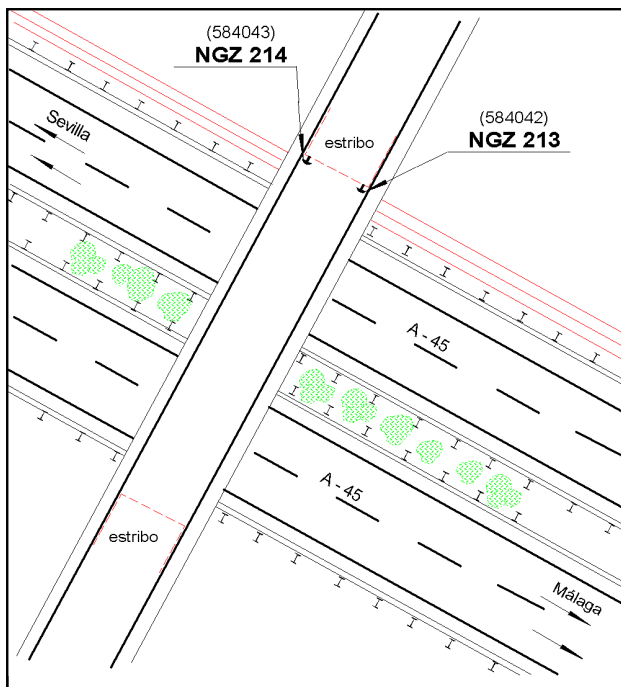 (584043)
NGZ 214
(584042)
NGZ 213
Sevilla
estribo
A - 45
A - 45
estribo
Málaga